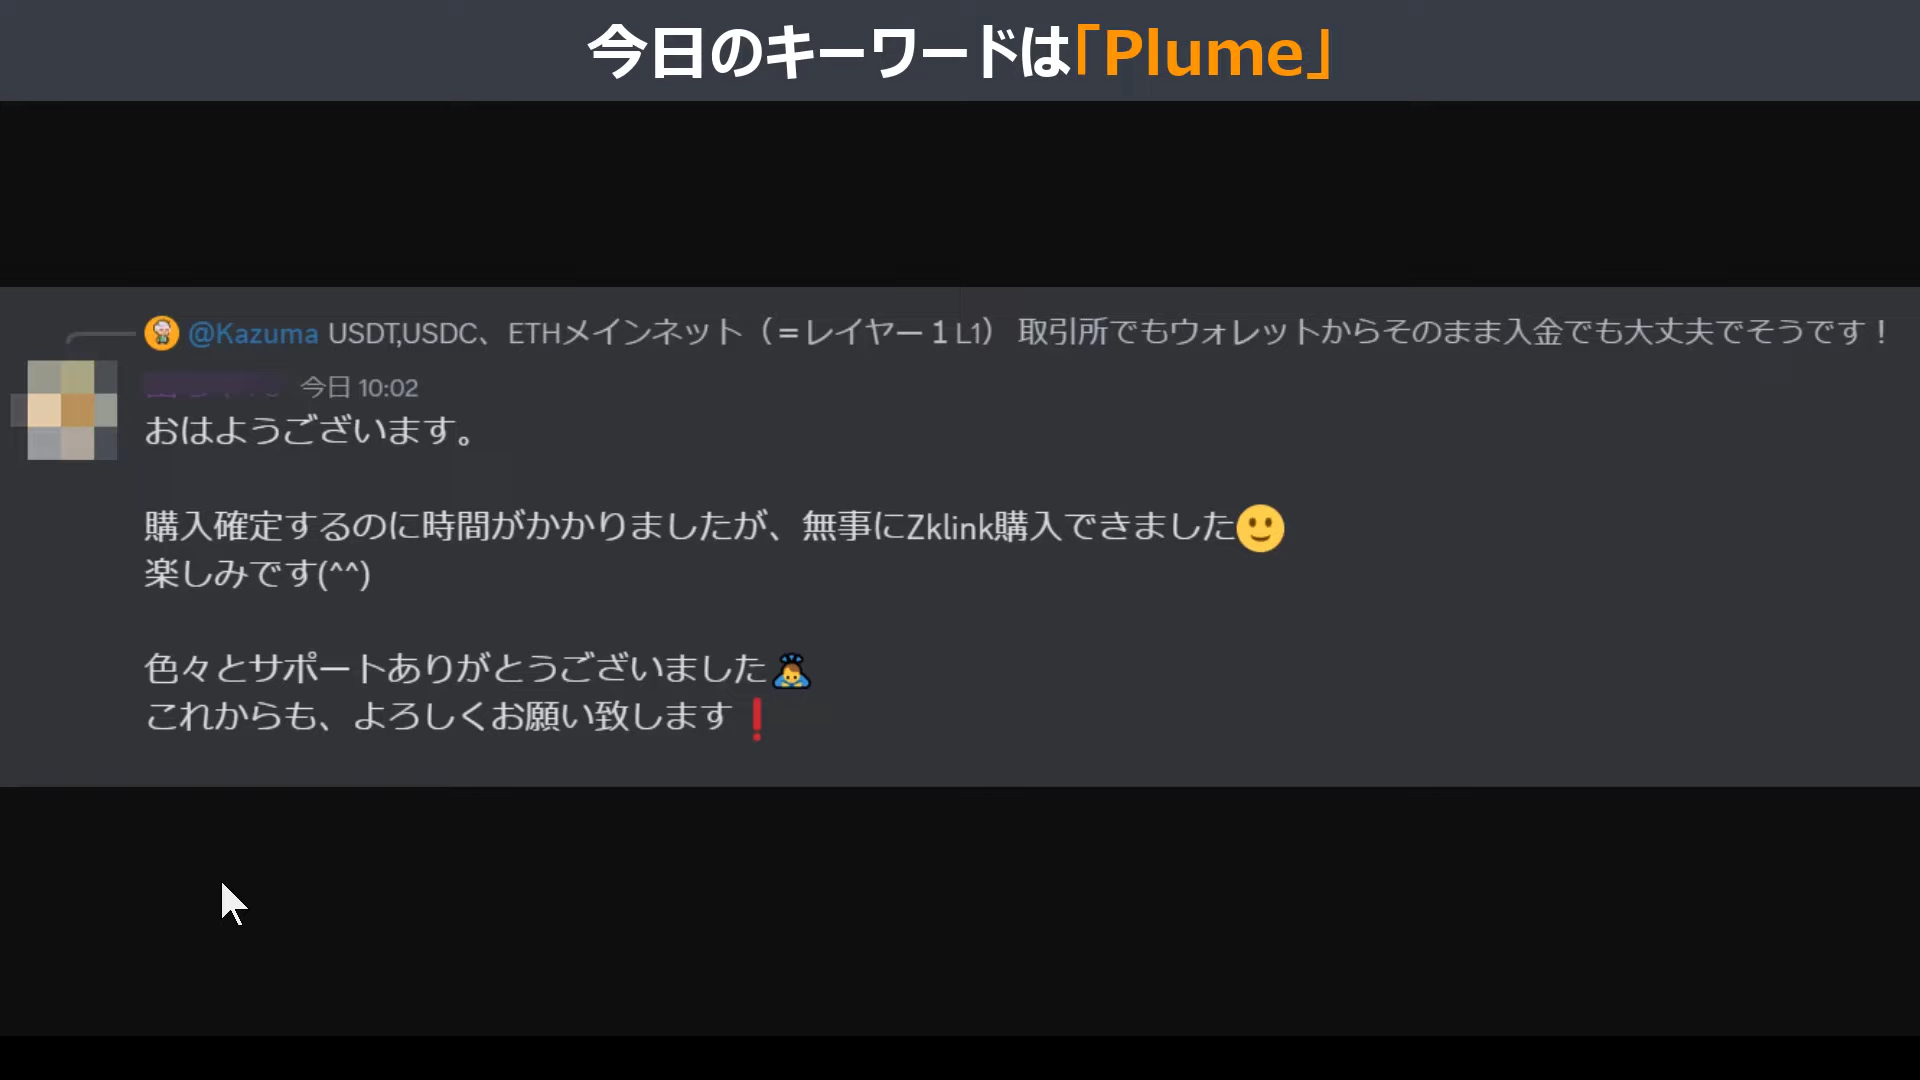 今日のキーワードは「Plume」
@Kazuma USDT,USDC、ETHメインネット（＝レイヤー１L1） 取引所でもウォレットからそのまま入金でも大丈夫でそうです！
今日 10:02
おはようございます。
購入確定するのに時間がかかりましたが、無事にZklink購入できました🙂
楽しみです(^^)
色々とサポートありがとうございました🙇
これからも、よろしくお願い致します❗